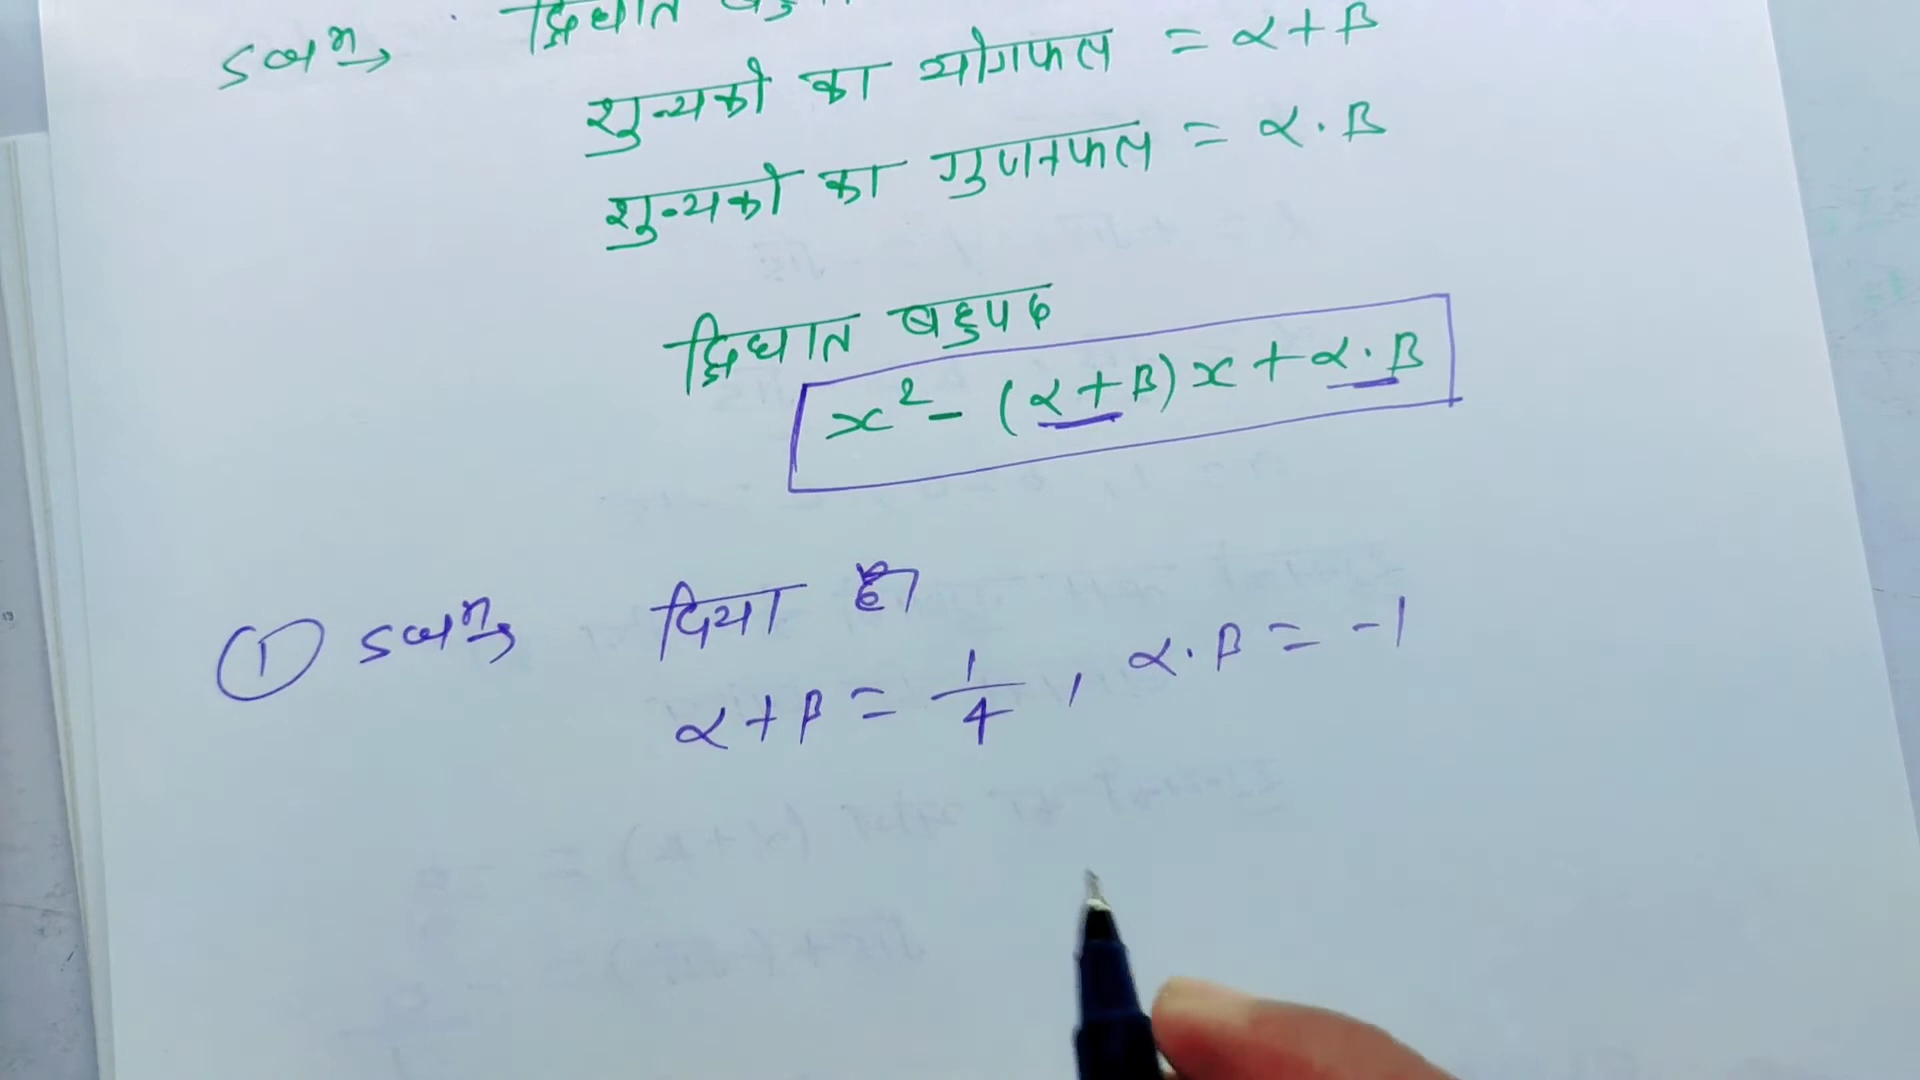 Solⁿ→ द्विघात
शुन्यको का योगफल = α+β
शुन्यको का गुणनफल = α.β
द्विघात बहुपद
x² - (α+β)x + α.β
① Solⁿ→ दिया है
α+β = 1/4 , α.β = -1